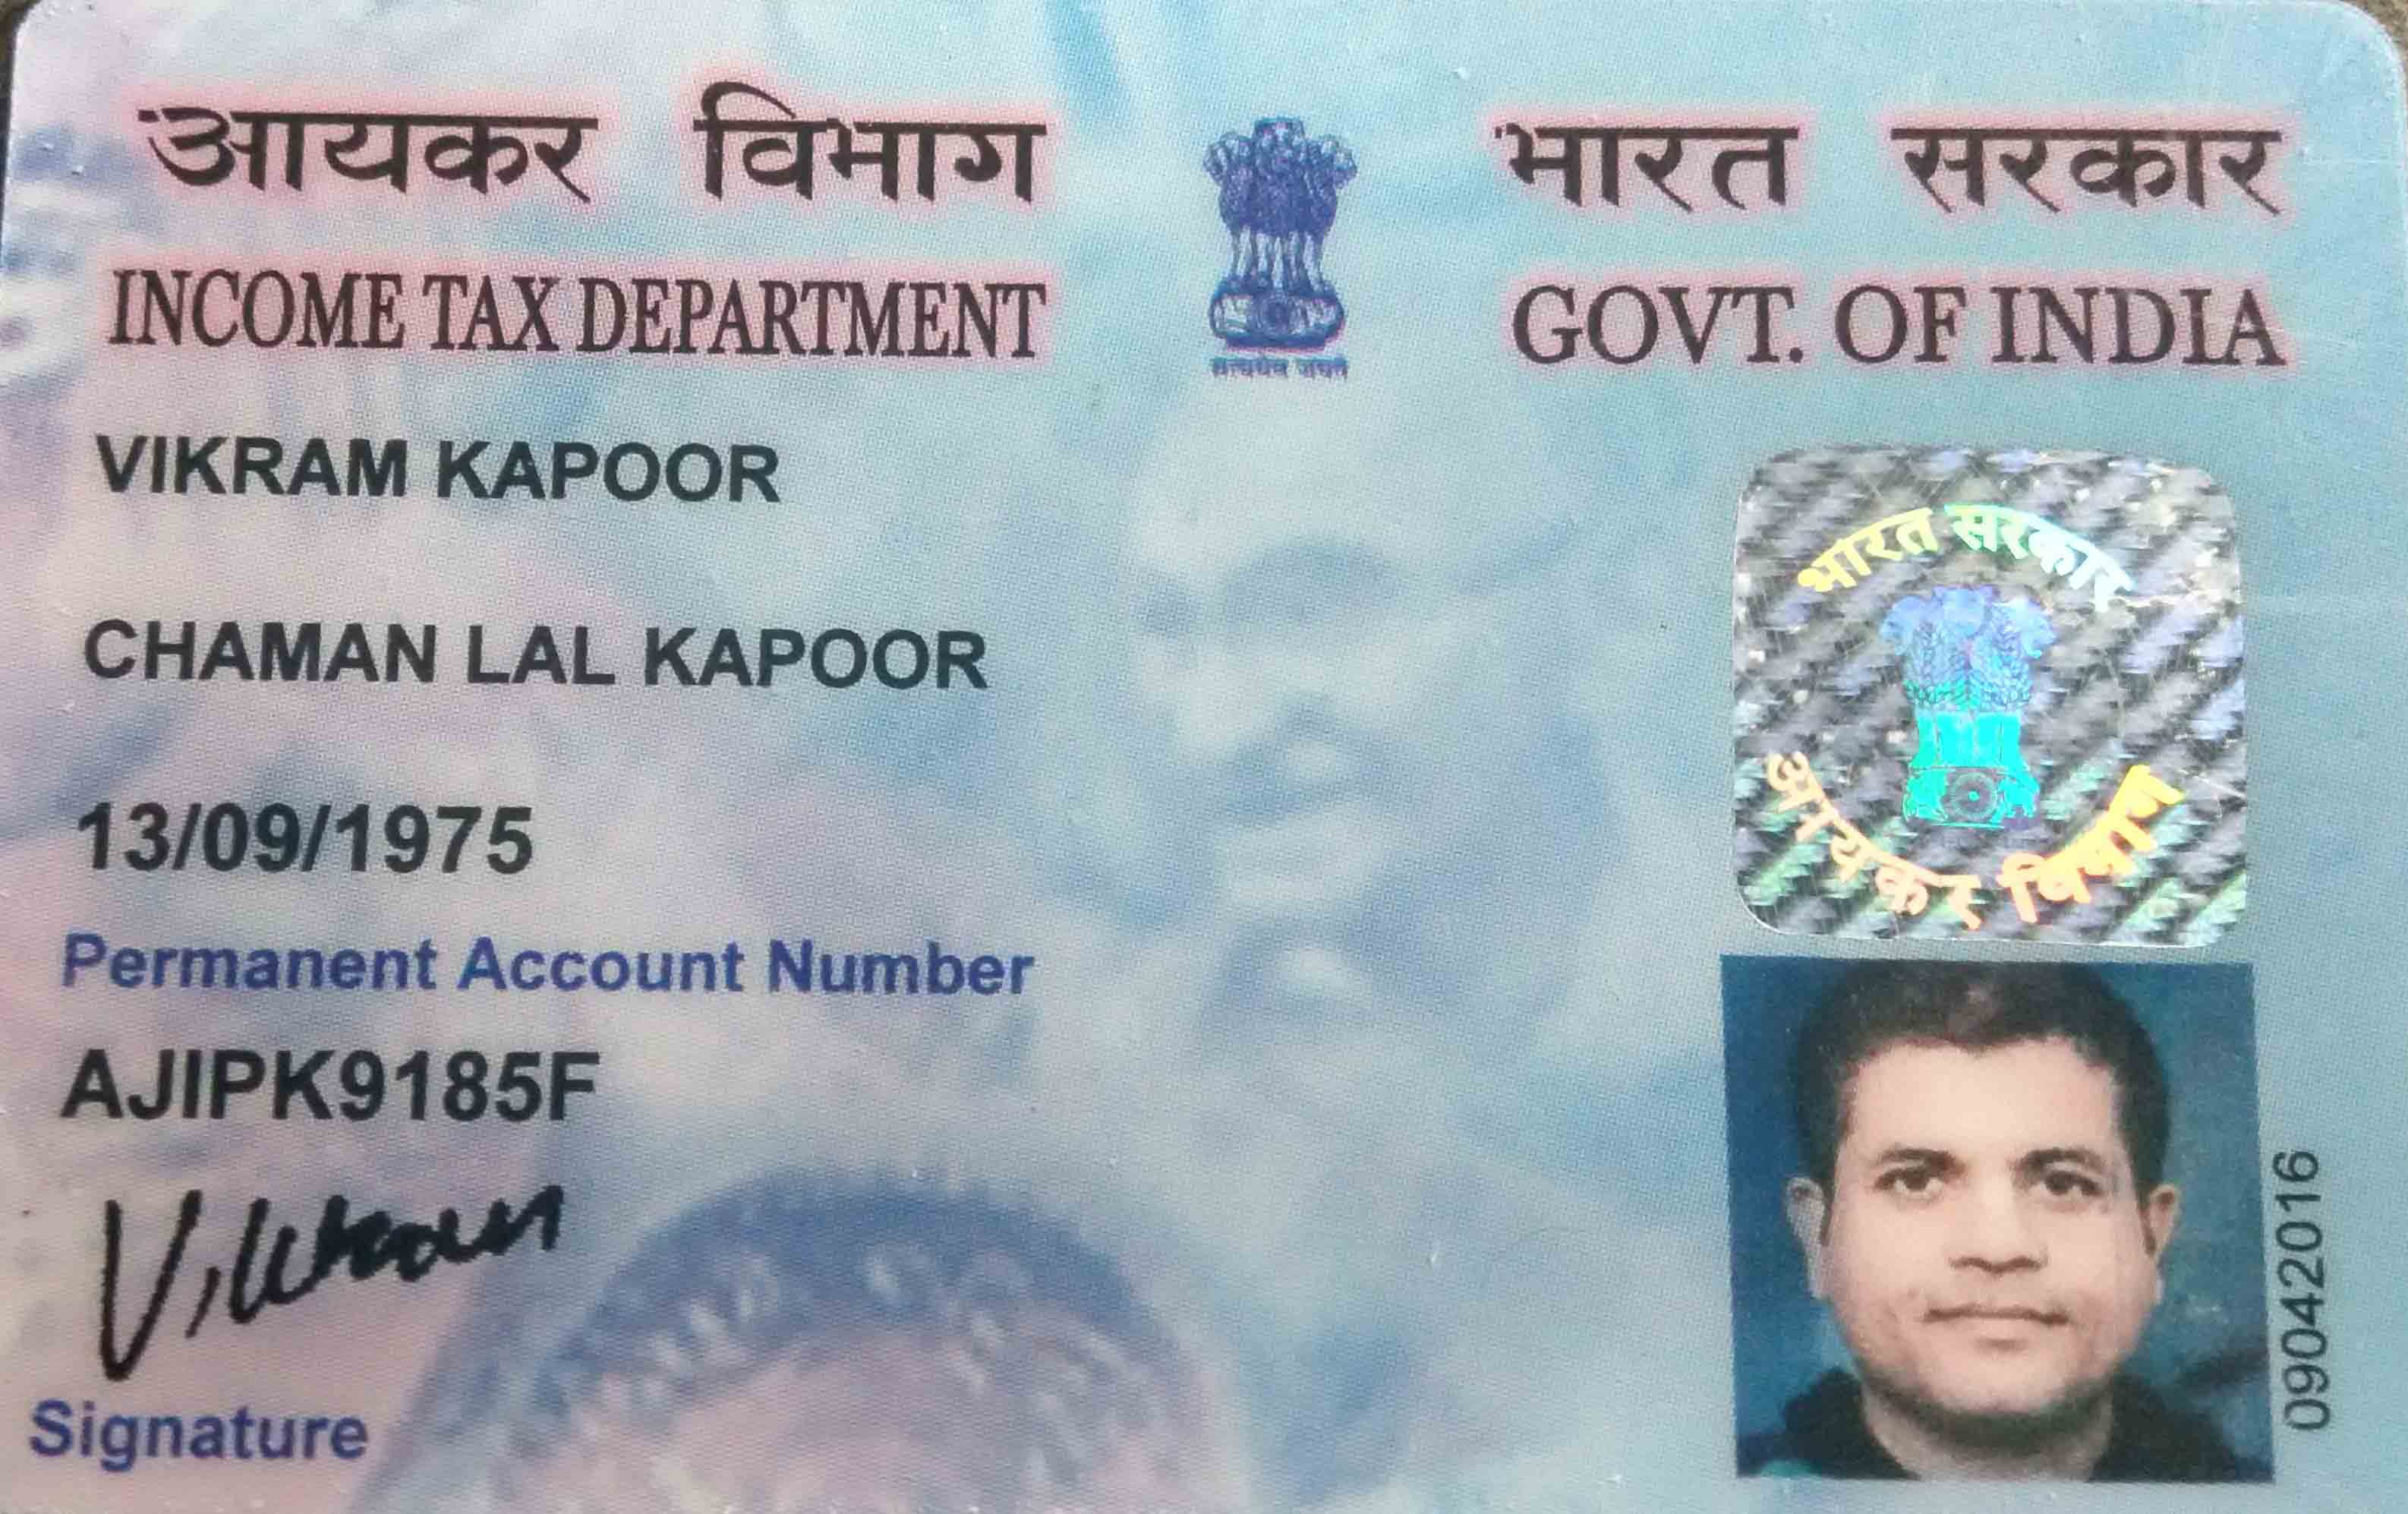 आयकर विभाग
INCOME TAX DEPARTMENT
सत्यमेव जयते
भारत सरकार
GOVT. OF INDIA
VIKRAM KAPOOR
CHAMAN LAL KAPOOR
13/09/1975
Permanent Account Number
AJIPK9185F
Vikram
Signature
भारत सरकार
आयकर विभाग
09042016